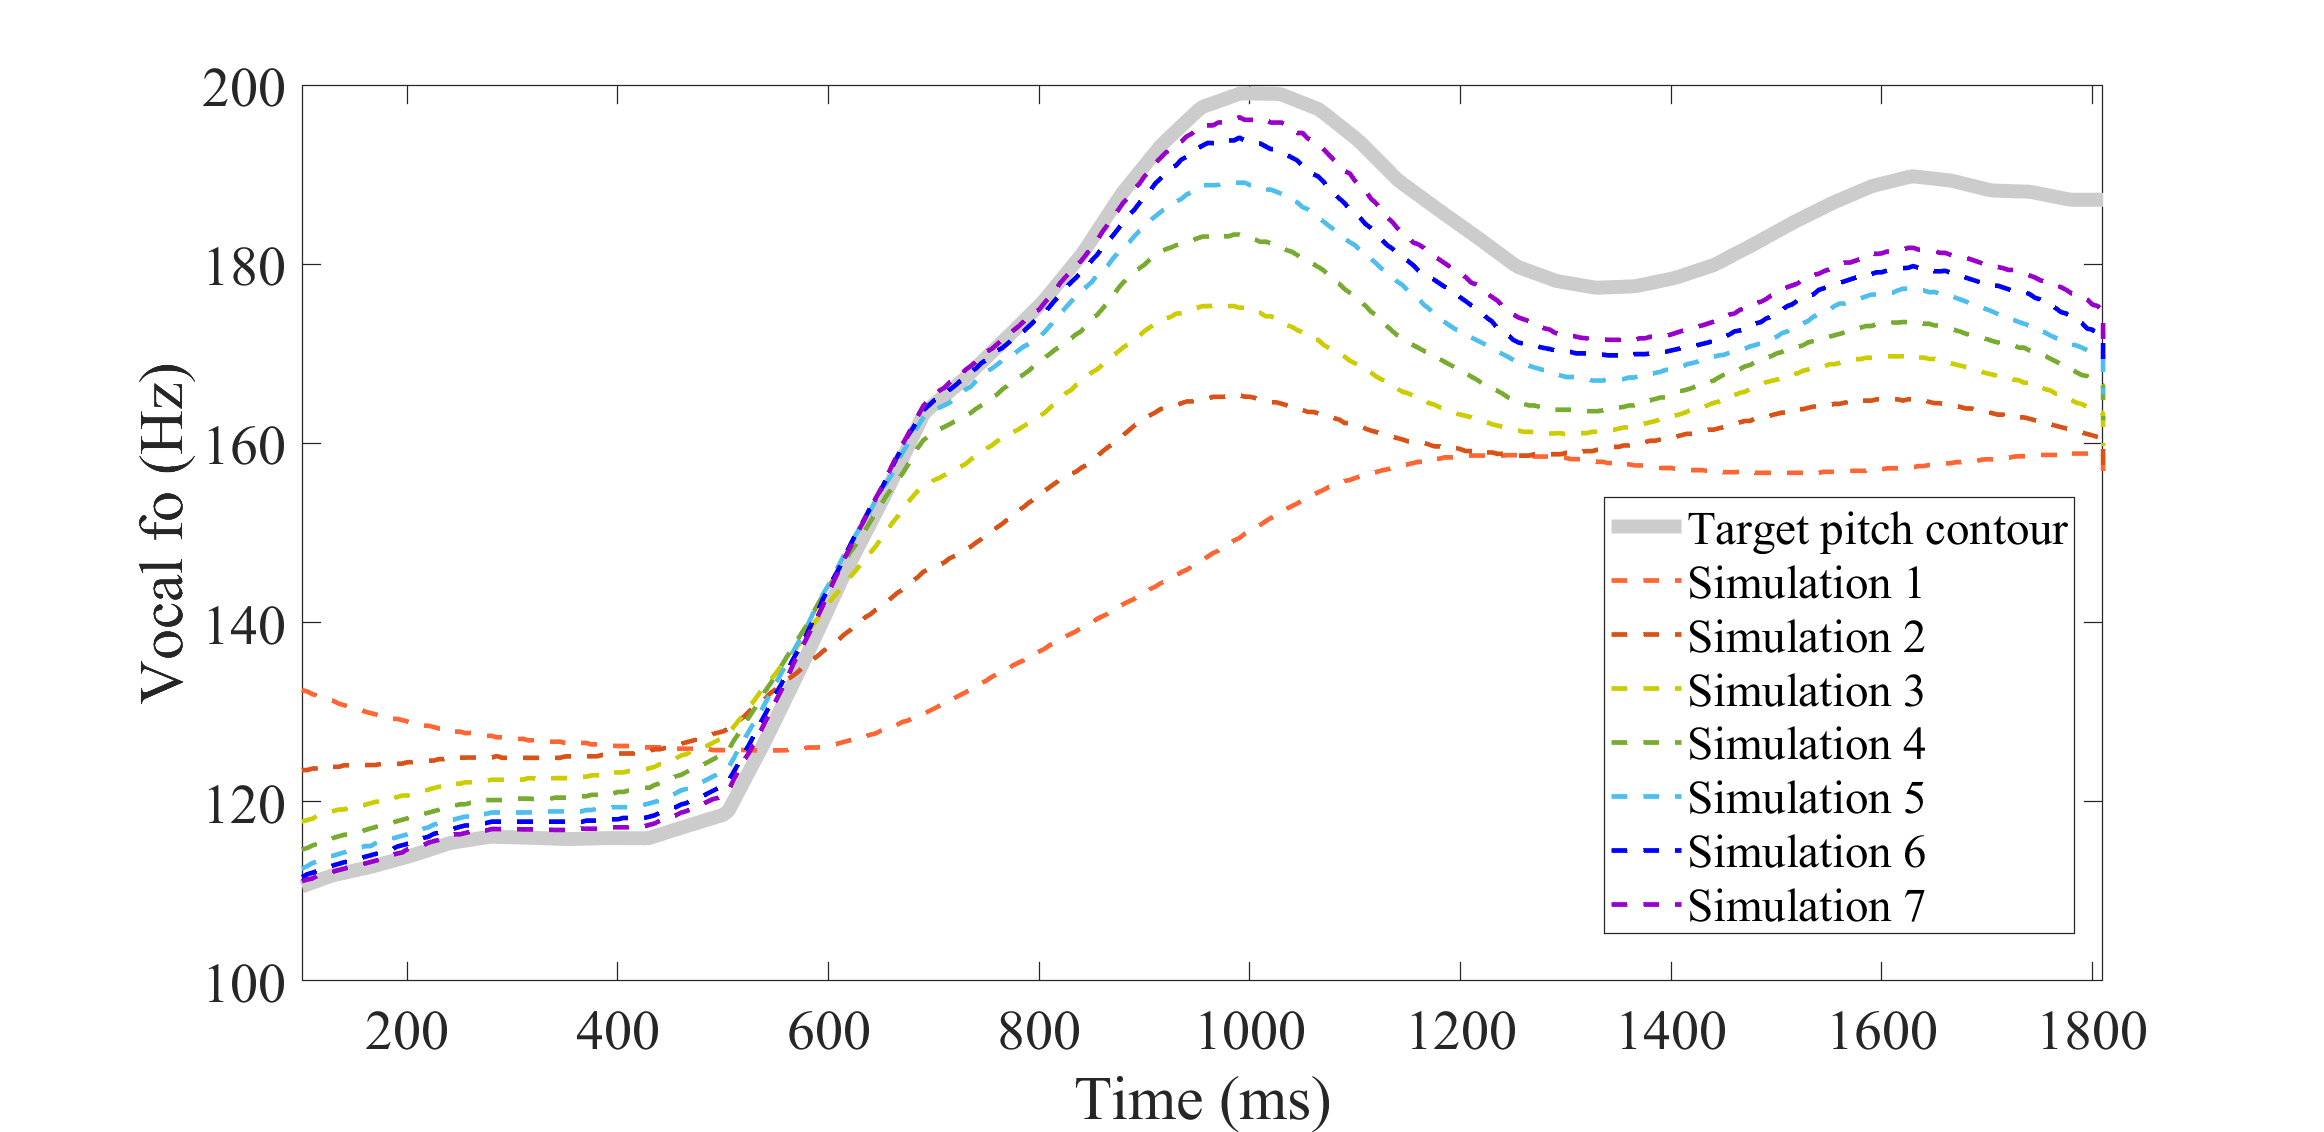 Vocal fo (Hz)
200
180
160
140
120
100
Target pitch contour
Simulation 1
Simulation 2
Simulation 3
Simulation 4
Simulation 5
Simulation 6
Simulation 7
200 400 600 800 1000 1200 1400 1600 1800
Time (ms)